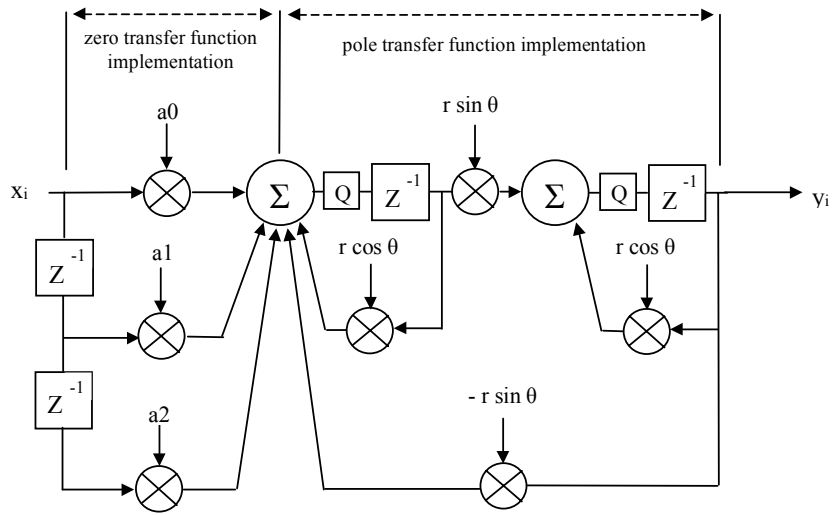 zero transfer function
implementation
pole transfer function implementation
a0
r sin θ
xᵢ
Σ
Q
Z⁻¹
Σ
Q
Z⁻¹
yᵢ
Z⁻¹
a1
r cos θ
r cos θ
Z⁻¹
a2
- r sin θ